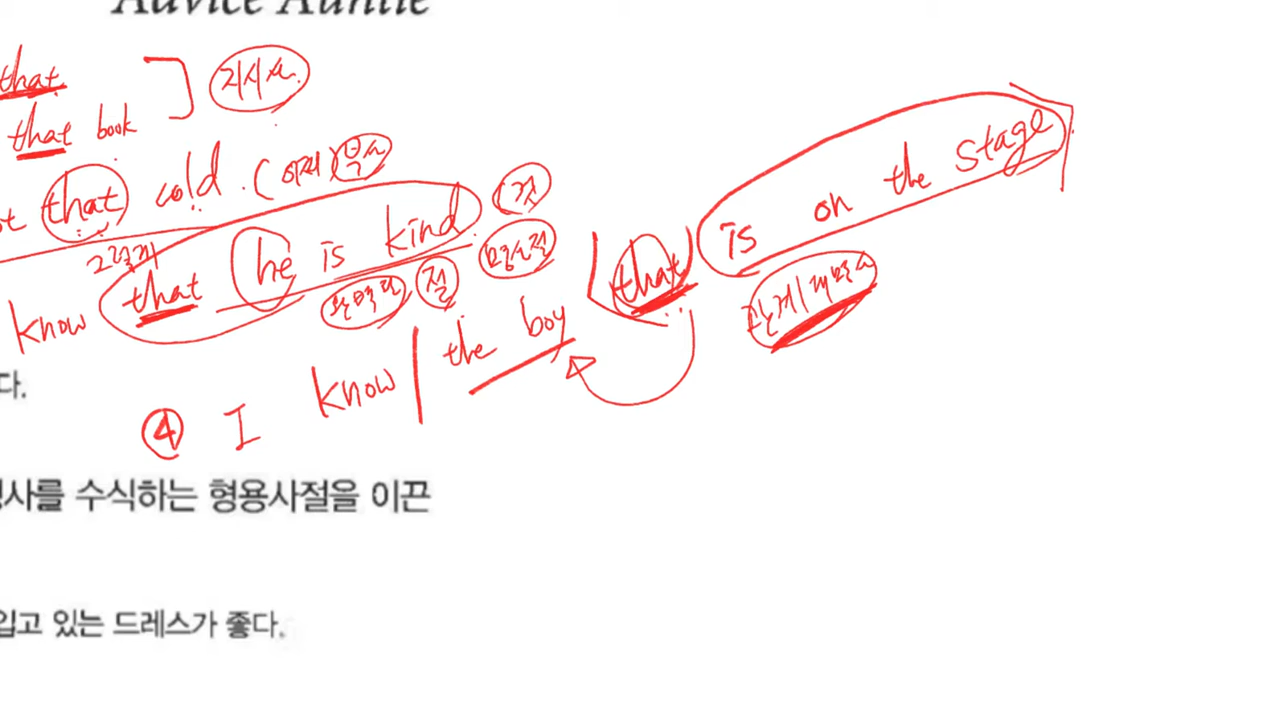 Advice Auntie
that
that book
지시사
that cold. (이제) 부사
그렇게
know that he is kind (것)
완벽한 절 명사절
④ I know / the boy (that) is on the stage
관계대명사
다.
사를 수식하는 형용사절을 이끈
입고 있는 드레스가 좋다.